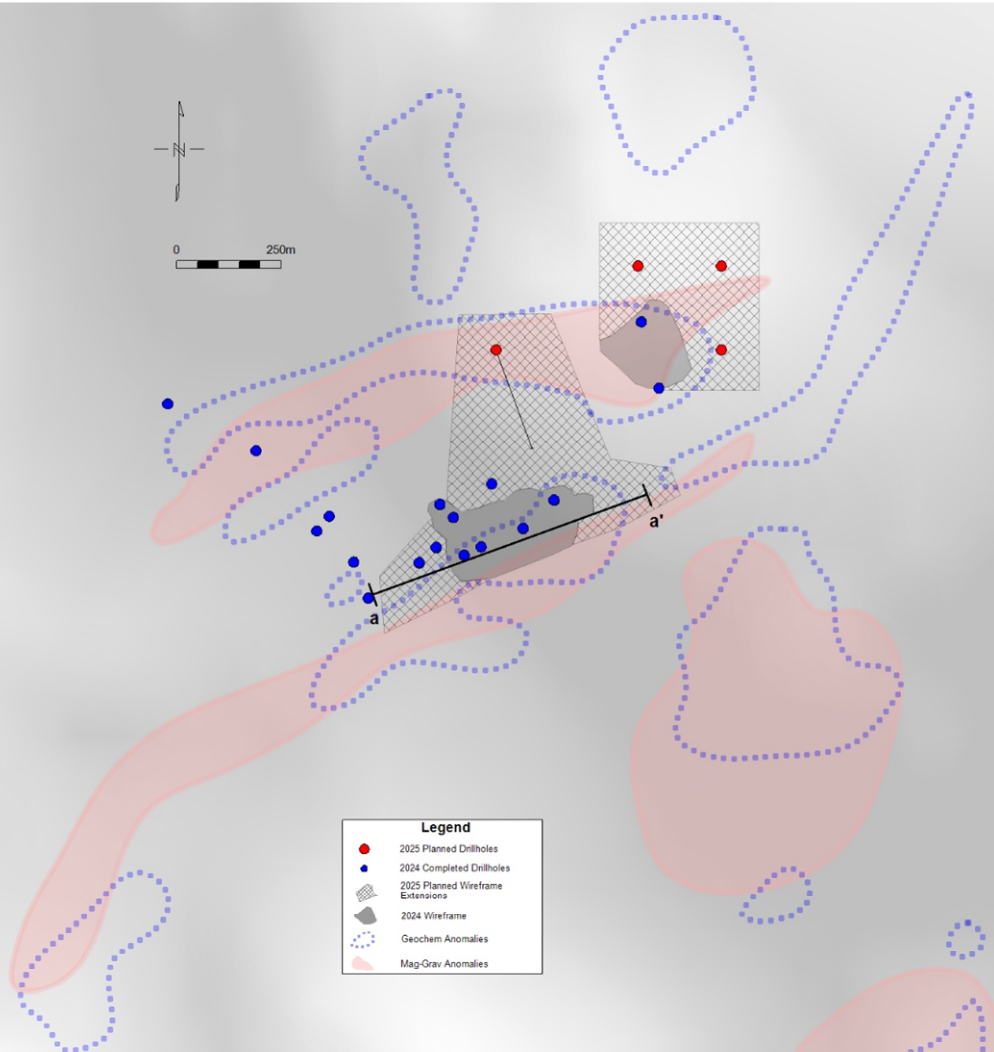 N
0 250m
a'
a
Legend
2025 Planned Drillholes
2024 Completed Drillholes
2025 Planned Wireframe
Extensions
2024 Wireframe
Geochem Anomalies
Mag-Grav Anomalies